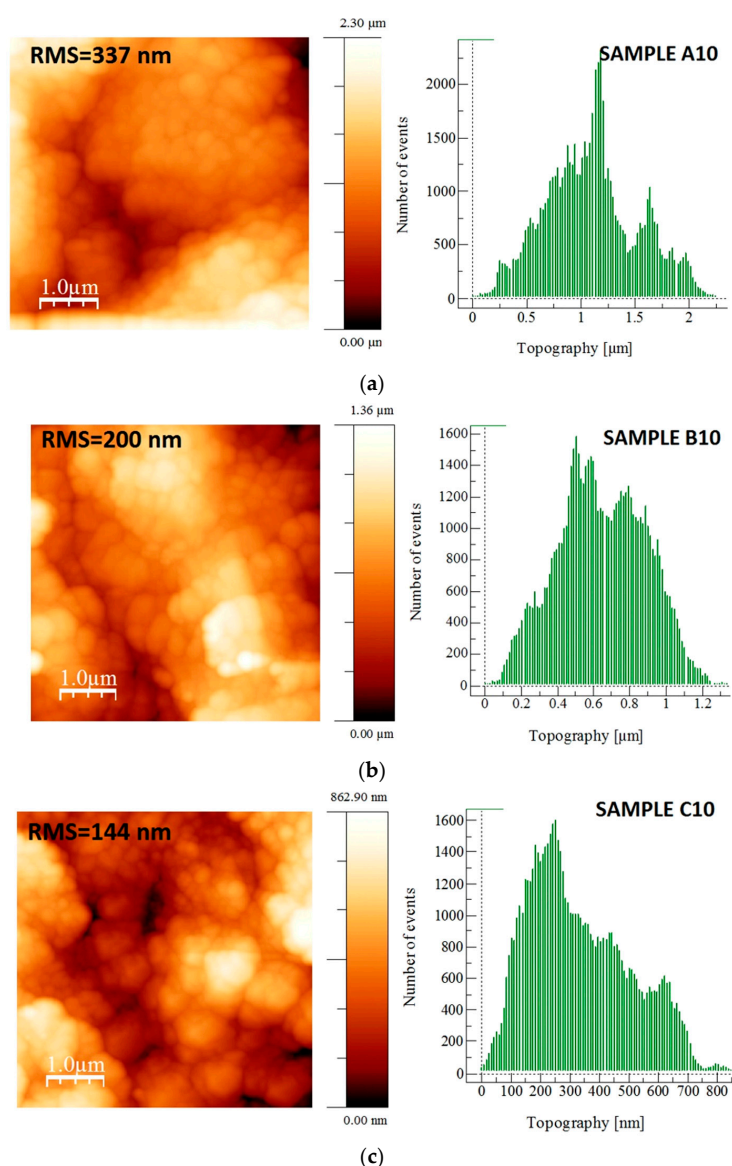 2.30 µm
RMS=337 nm
SAMPLE A10
Number of events
2000
1500
1000
500
0
1.0µm
0.00 µm
0 0.5 1 1.5 2
Topography [µm]
(a)
1.36 µm
RMS=200 nm
SAMPLE B10
Number of events
1600
1400
1200
1000
800
600
400
200
0
1.0µm
0.00 µm
0 0.2 0.4 0.6 0.8 1 1.2
Topography [µm]
(b)
862.90 nm
RMS=144 nm
SAMPLE C10
Number of events
1600
1400
1200
1000
800
600
400
200
0
1.0µm
0.00 nm
0 100 200 300 400 500 600 700 800
Topography [nm]
(c)